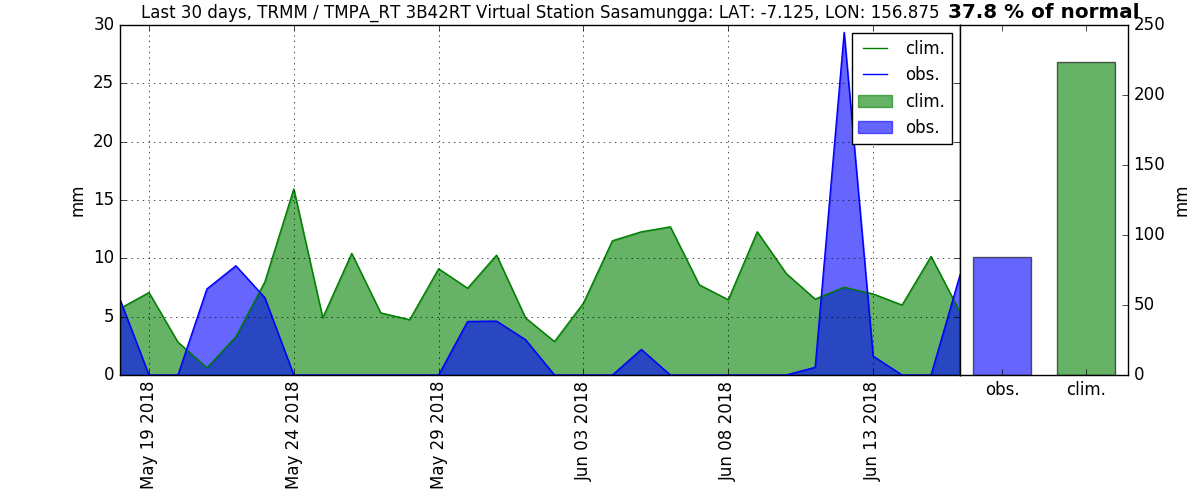 Last 30 days, TRMM / TMPA_RT 3B42RT Virtual Station Sasamungga: LAT: -7.125, LON: 156.875
37.8 % of normal
30
25
20
15
10
5
0
mm
clim.
obs.
clim.
obs.
May 19 2018
May 24 2018
May 29 2018
Jun 03 2018
Jun 08 2018
Jun 13 2018
250
200
150
100
50
0
mm
obs.
clim.